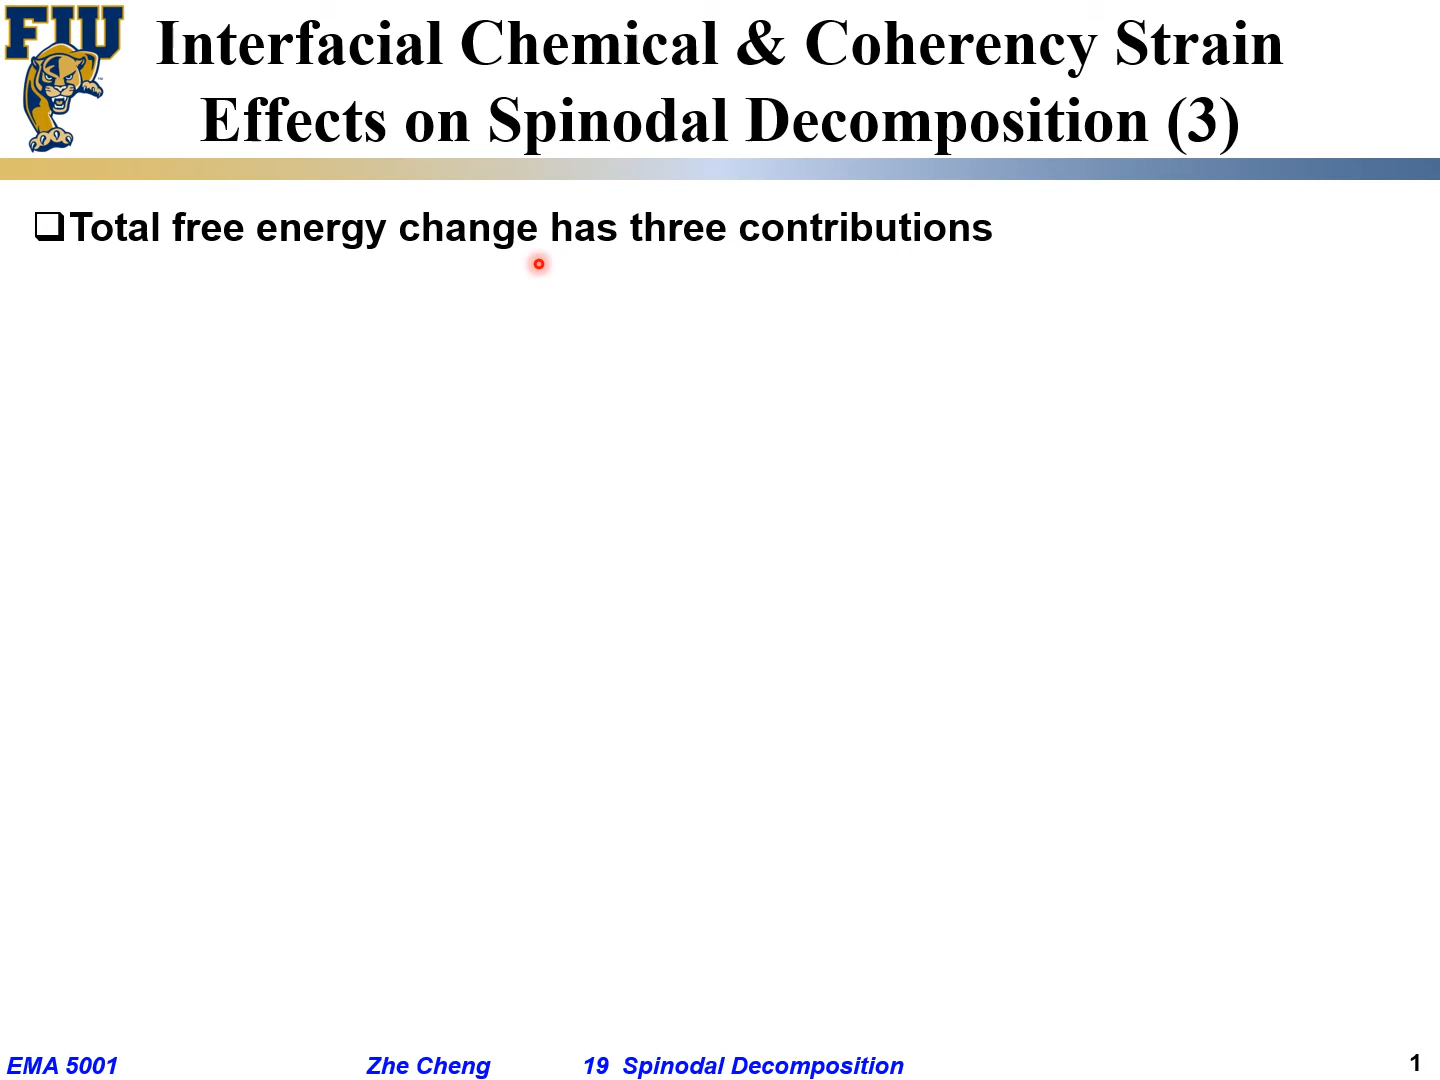 FIU
Interfacial Chemical & Coherency Strain
Effects on Spinodal Decomposition (3)
Total free energy change has three contributions
EMA 5001 Zhe Cheng 19 Spinodal Decomposition 1